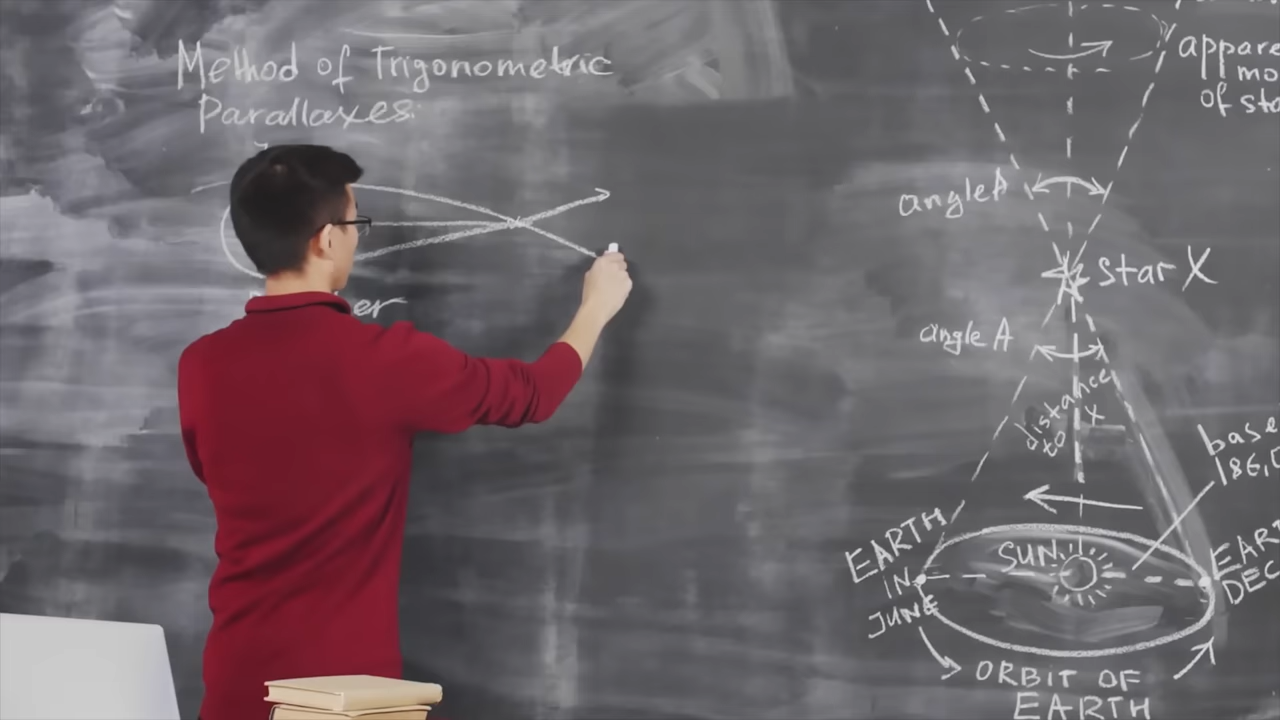 Method of Trigonometric
Parallaxes:
er
appare
mo
of sta
angle A
star X
angle A
distance
to X
base
186,0
EARTH
IN
JUNE
SUN
EAR
DEC
ORBIT OF
EARTH